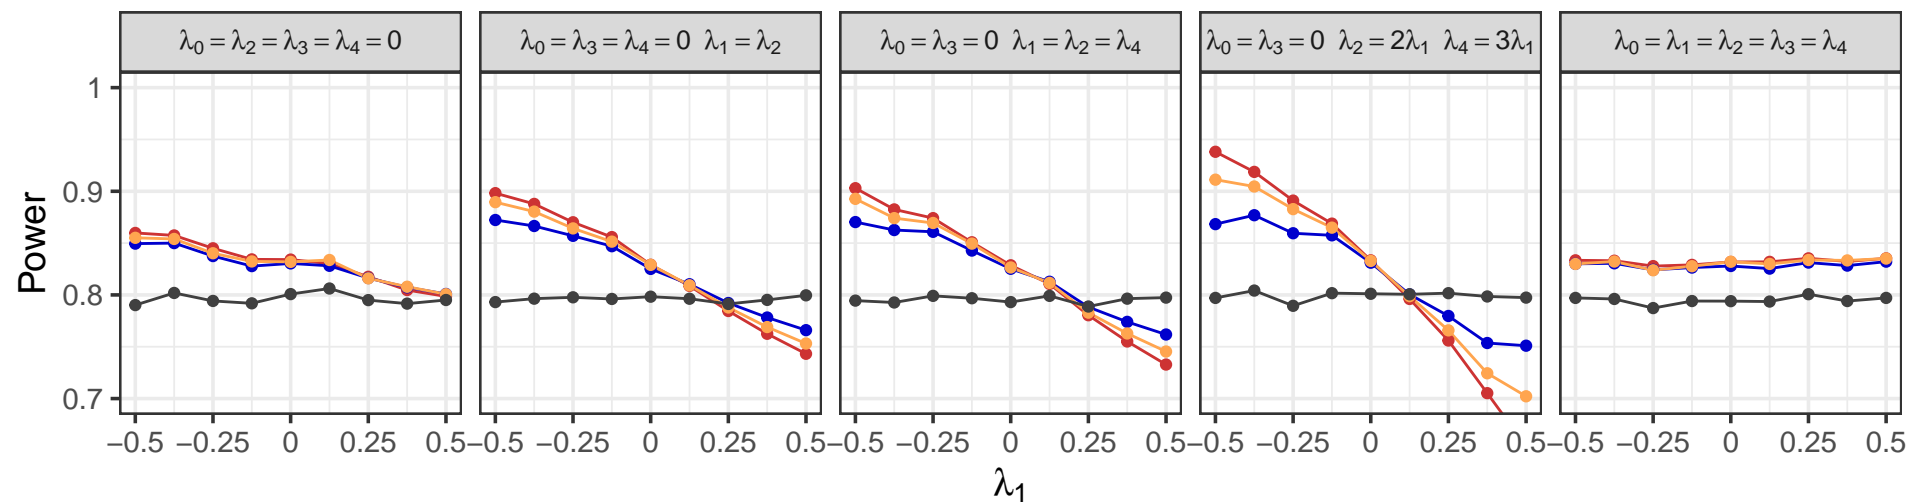 λ₀ = λ₂ = λ₃ = λ₄ = 0
λ₀ = λ₃ = λ₄ = 0 λ₁ = λ₂
λ₀ = λ₃ = 0 λ₁ = λ₂ = λ₄
λ₀ = λ₃ = 0 λ₂ = 2λ₁ λ₄ = 3λ₁
λ₀ = λ₁ = λ₂ = λ₃ = λ₄
Power
1
0.9
0.8
0.7
−0.5 −0.25 0 0.25 0.5
−0.5 −0.25 0 0.25 0.5
−0.5 −0.25 0 0.25 0.5
−0.5 −0.25 0 0.25 0.5
−0.5 −0.25 0 0.25 0.5
λ₁